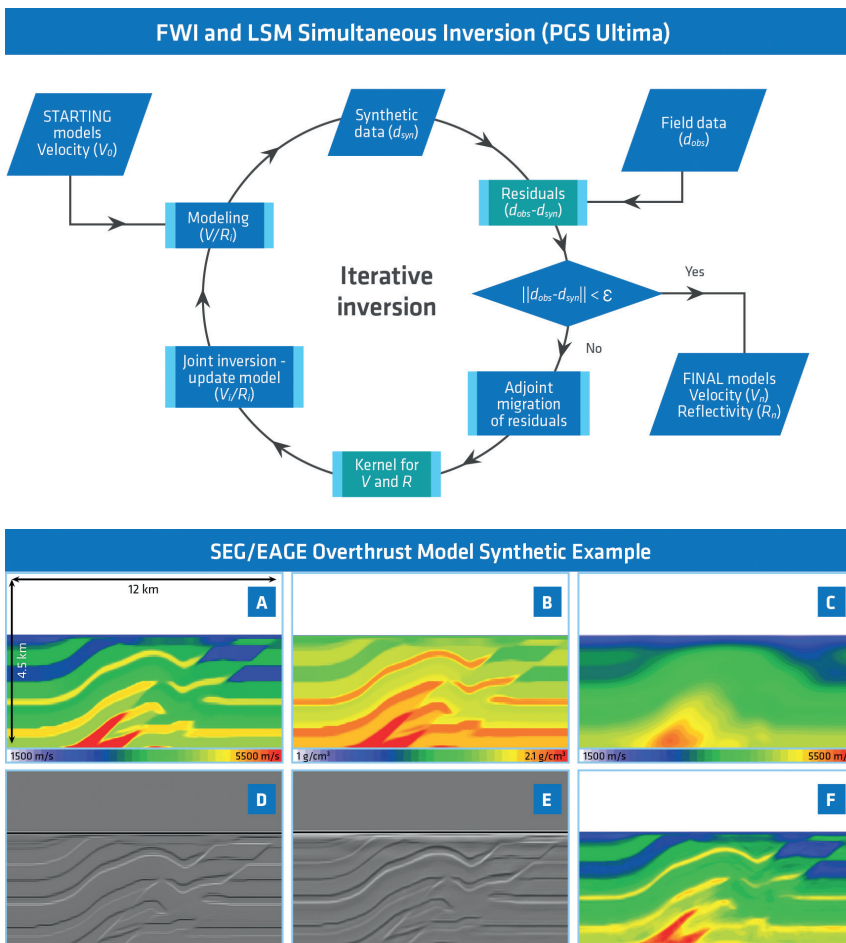 FWI and LSM Simultaneous Inversion (PGS Ultima)
STARTING
models
Velocity (V₀)
Synthetic
data (dsyn)
Field data
(dobs)
Residuals
(dobs-dsyn)
Modeling
(V/Ri)
Iterative
inversion
||dobs-dsyn|| < ε
Yes
No
Joint inversion -
update model
(Vi/Ri)
Adjoint
migration
of residuals
FINAL models
Velocity (Vn)
Reflectivity (Rn)
Kernel for
V and R
SEG/EAGE Overthrust Model Synthetic Example
12 km
4.5 km
A
B
C
1500 m/s
5500 m/s
1 g/cm³
2.1 g/cm³
1500 m/s
5500 m/
D
E
F